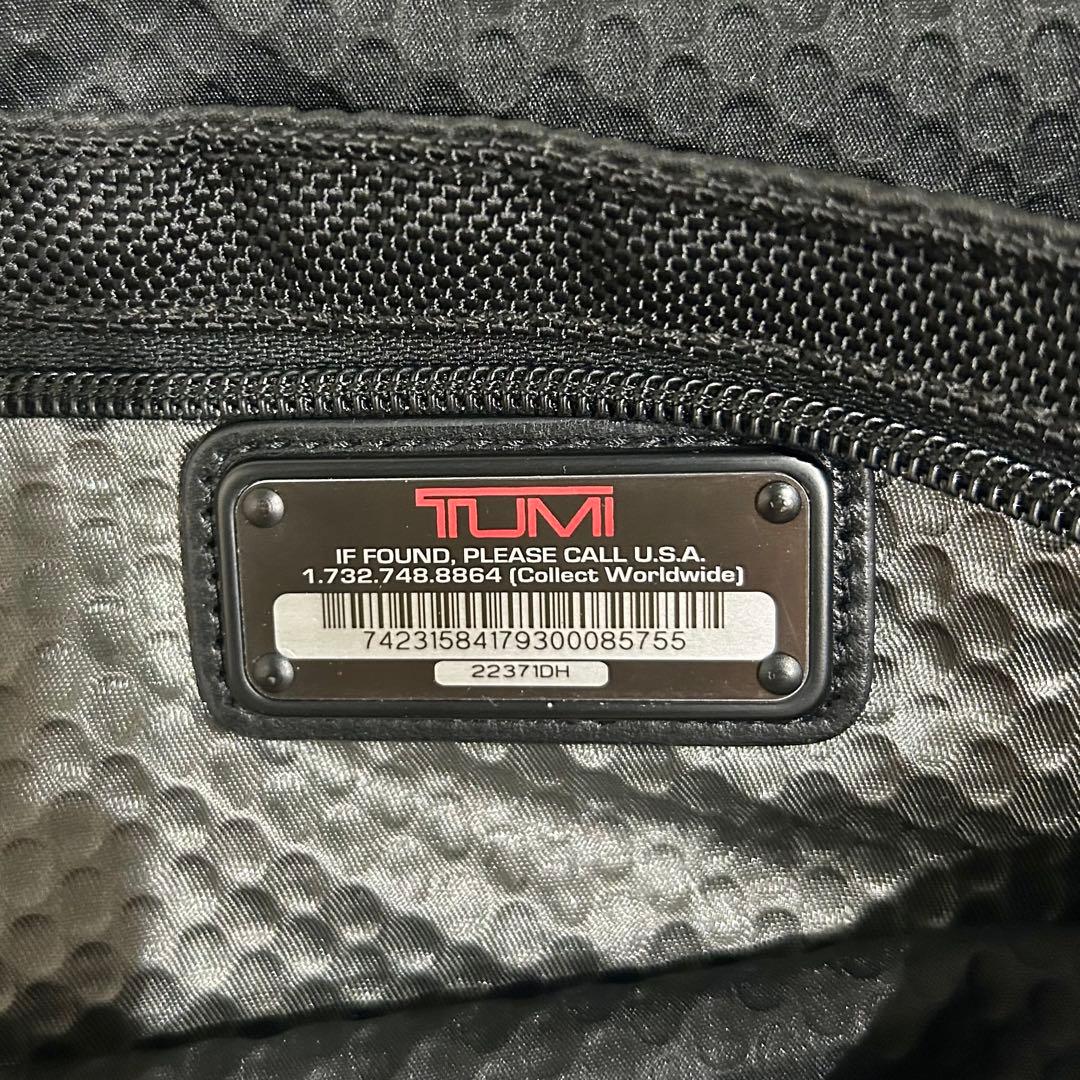 TUMI
IF FOUND, PLEASE CALL U.S.A.
1.732.748.8864 (Collect Worldwide)
74231584179300085755
22371DH